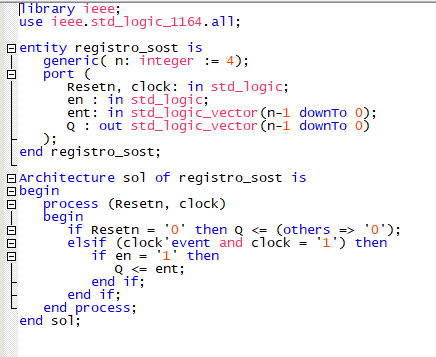 library ieee;
use ieee.std_logic_1164.all;
entity registro_sost is
generic( n: integer := 4);
port (
Resetn, clock: in std_logic;
en : in std_logic;
ent: in std_logic_vector(n-1 downTo 0);
Q : out std_logic_vector(n-1 downTo 0)
);
end registro_sost;
Architecture sol of registro_sost is
begin
process (Resetn, clock)
begin
if Resetn = '0' then Q <= (others => '0');
elsif (clock'event and clock = '1') then
if en = '1' then
Q <= ent;
end if;
end if;
end process;
end sol;